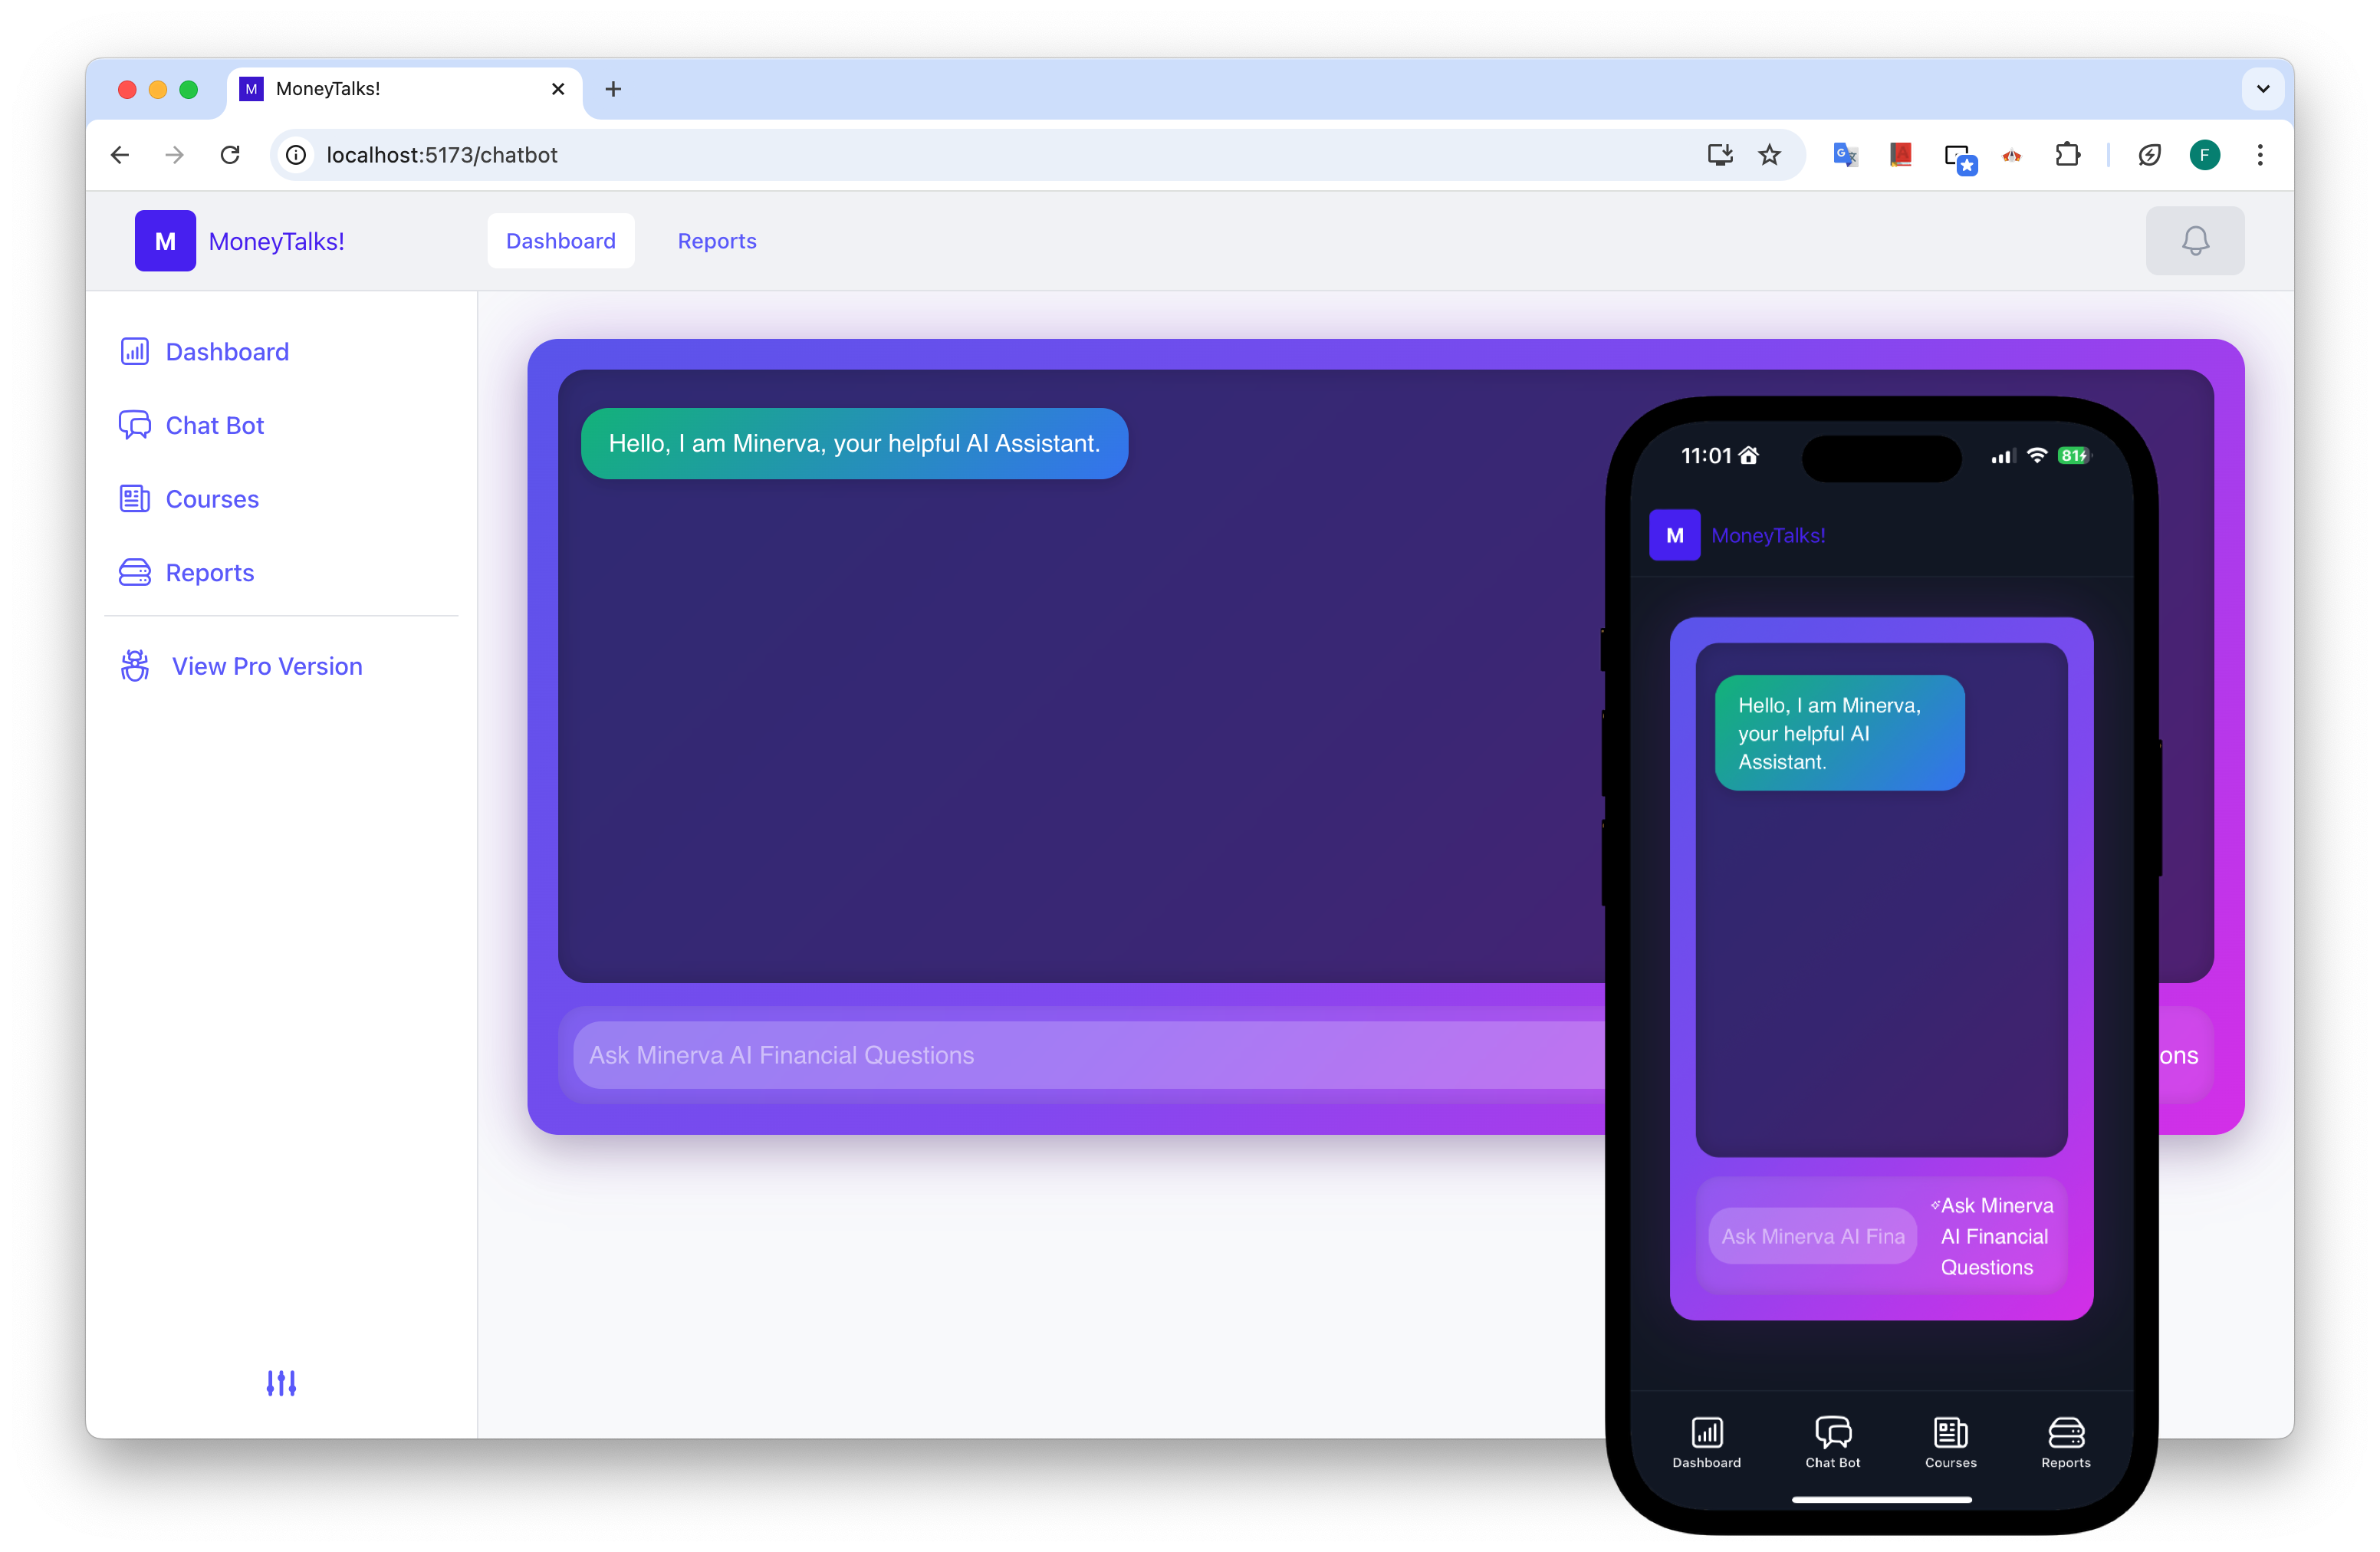 M MoneyTalks!
localhost:5173/chatbot
F
M MoneyTalks! Dashboard Reports
Dashboard
Chat Bot
Courses
Reports
View Pro Version
Hello, I am Minerva, your helpful AI Assistant.
Ask Minerva AI Financial Questions
ons
11:01
81
M MoneyTalks!
Hello, I am Minerva,
your helpful AI
Assistant.
Ask Minerva AI Fina
Ask Minerva
AI Financial
Questions
Dashboard Chat Bot Courses Reports